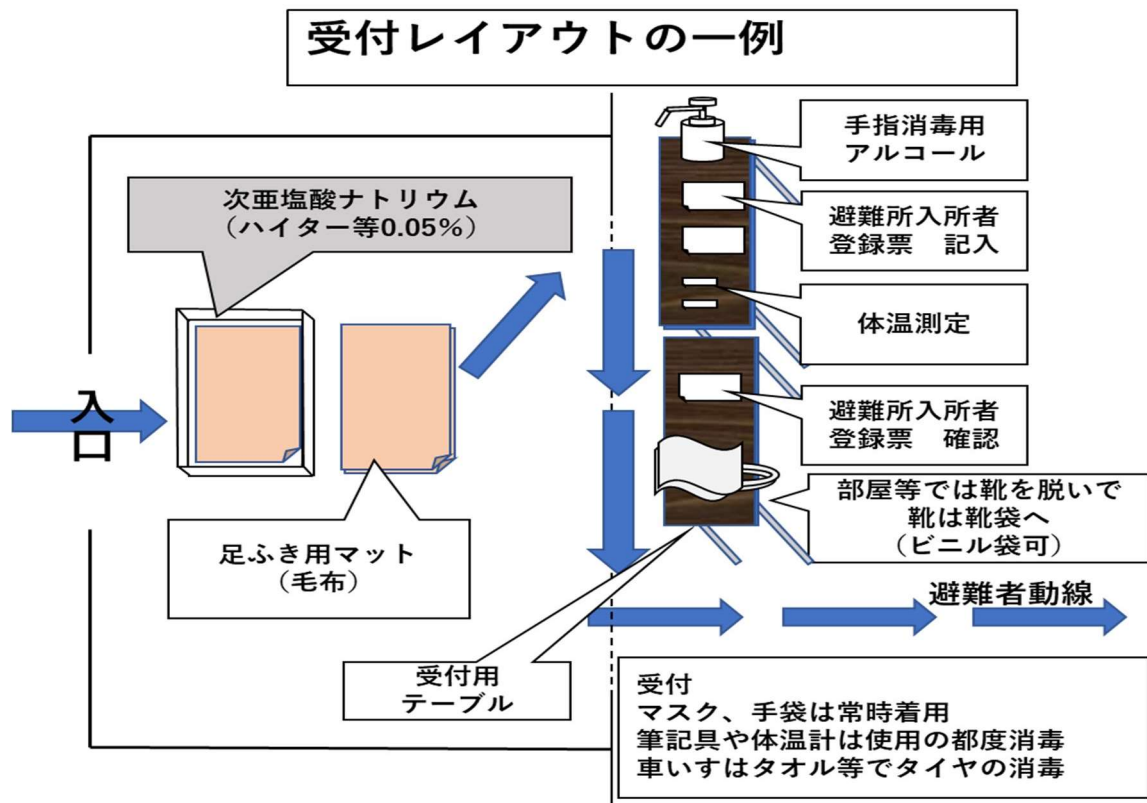 受付レイアウトの一例
手指消毒用
アルコール
次亜塩酸ナトリウム
（ハイター等0.05%）
避難所入所者
登録票　記入
体温測定
入口
避難所入所者
登録票　確認
部屋等では靴を脱いで
靴は靴袋へ
（ビニル袋可）
足ふき用マット
（毛布）
避難者動線
受付用
テーブル
受付
マスク、手袋は常時着用
筆記具や体温計は使用の都度消毒
車いすはタオル等でタイヤの消毒